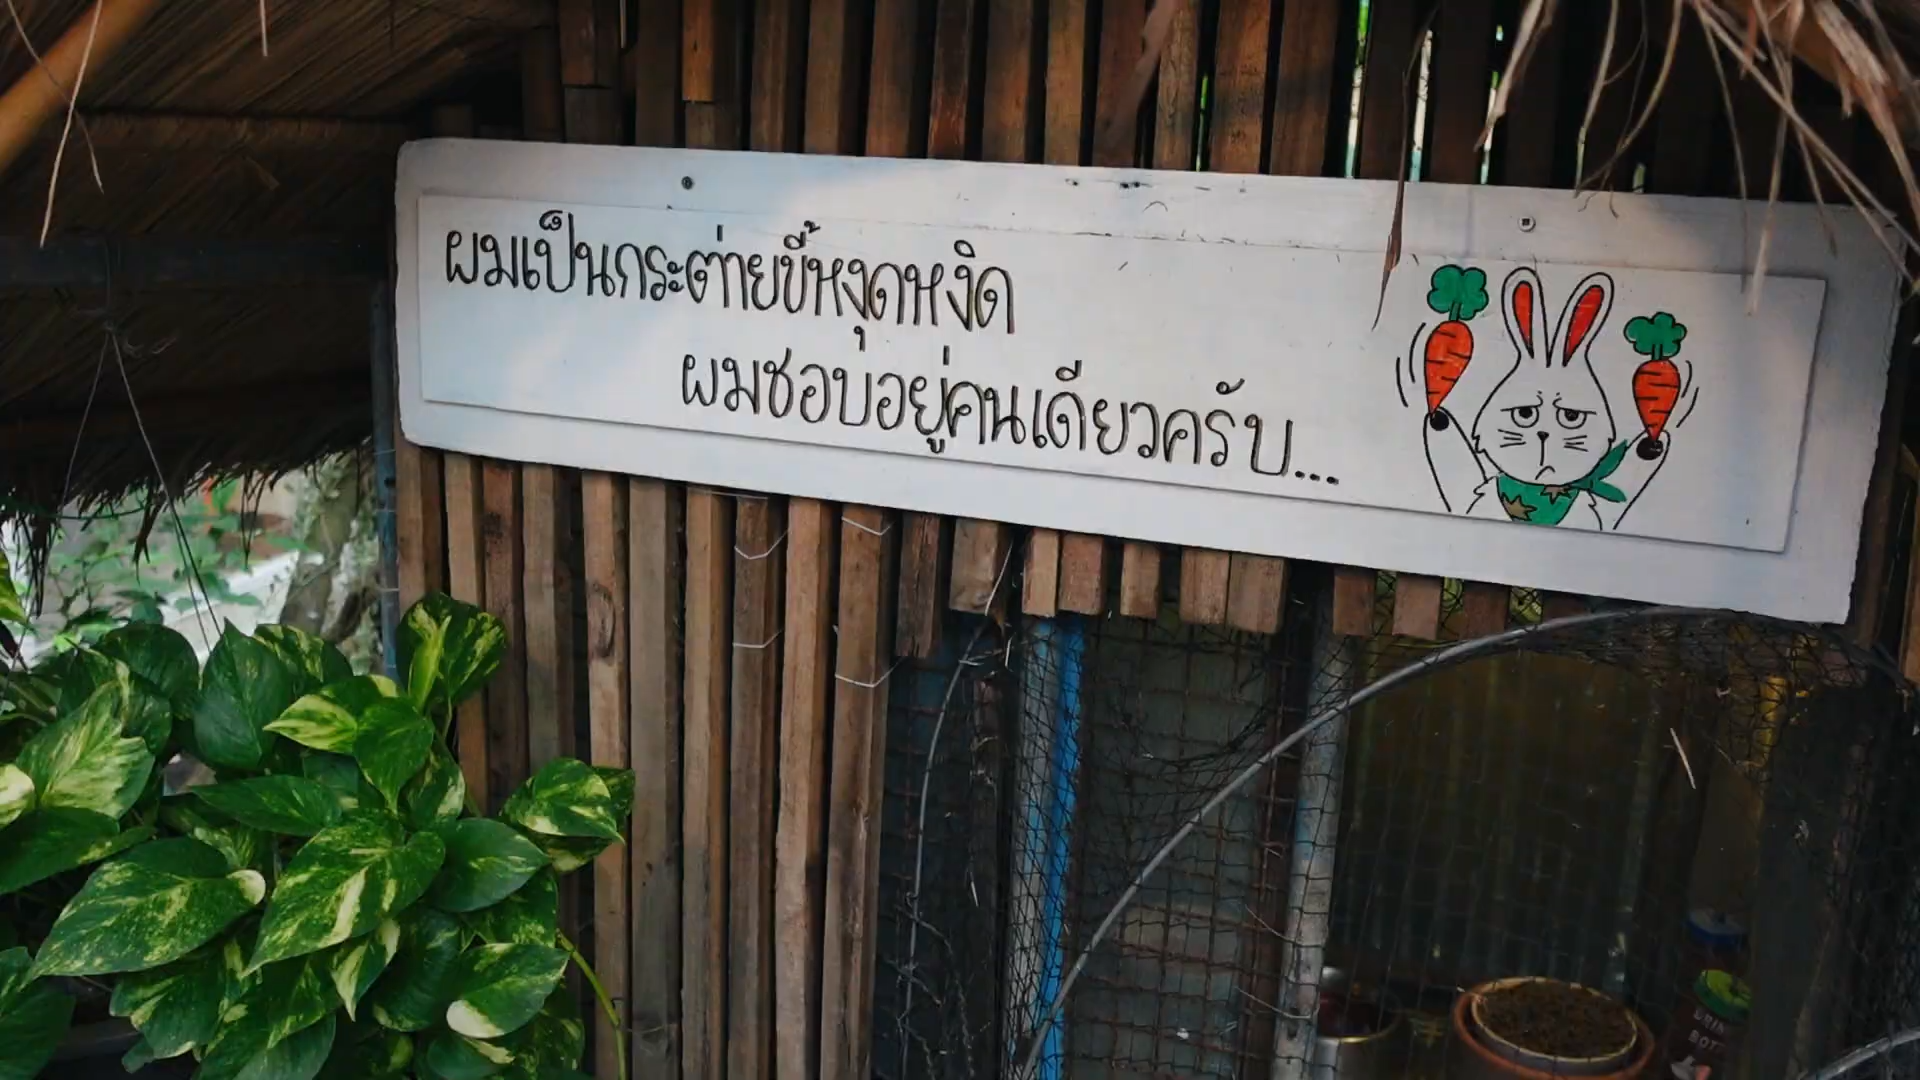 ผมเป็นกระต่ายขี้หงุดหงิด
ผมชอบอยู่คนเดียวครับ...